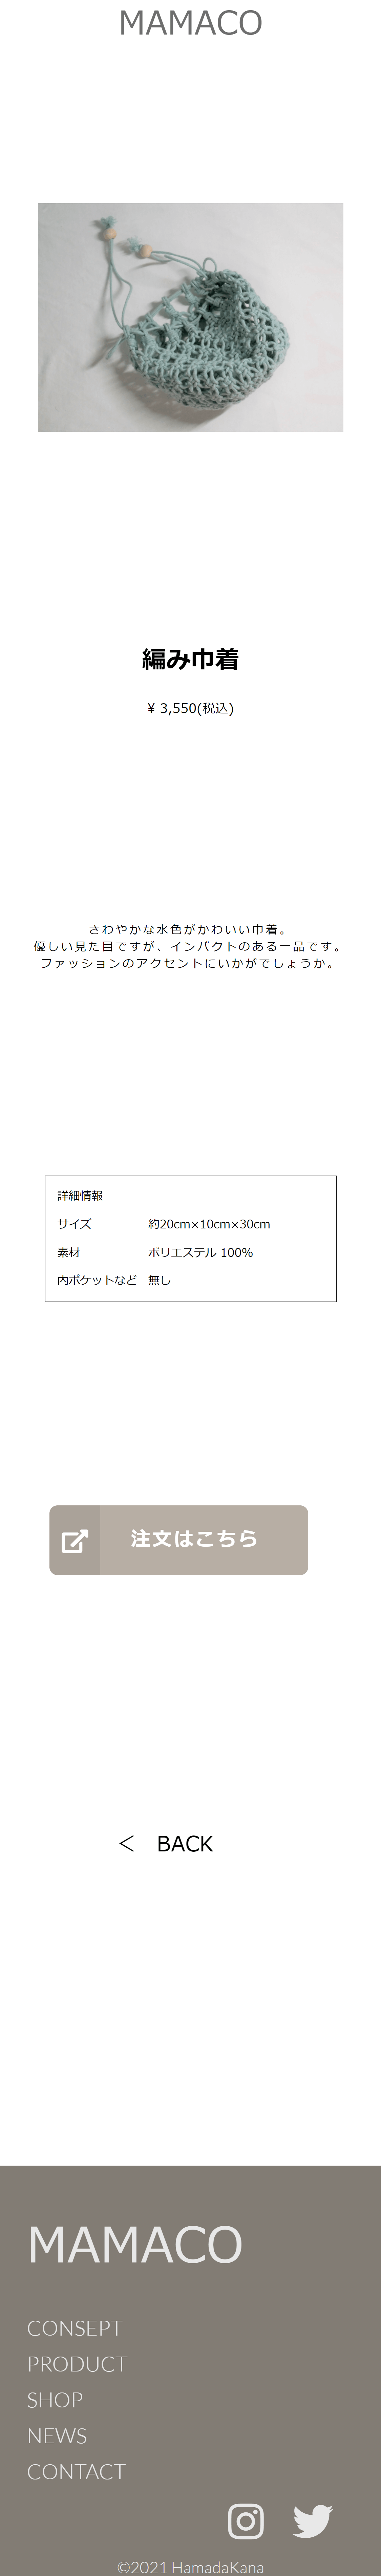 MAMACO
編み巾着
¥ 3,550(税込)
さわやかな水色がかわいい巾着。
優しい見た目ですが、インパクトのある一品です。
ファッションのアクセントにいかがでしょうか。
詳細情報
サイズ 約20cm×10cm×30cm
素材 ポリエステル 100%
内ポケットなど 無し
注文はこちら
＜ BACK
MAMACO
CONSEPT
PRODUCT
SHOP
NEWS
CONTACT
©2021 HamadaKana